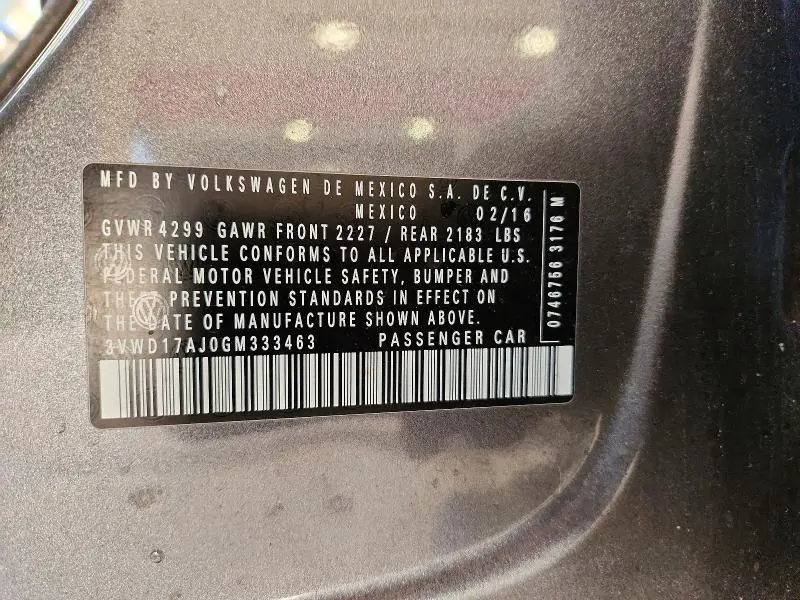 MFD BY VOLKSWAGEN DE MEXICO S.A. DE C.V.
MEXICO 02/16
GVWR 4299 GAWR FRONT 2227 / REAR 2183 LBS
THIS VEHICLE CONFORMS TO ALL APPLICABLE U.S.
FEDERAL MOTOR VEHICLE SAFETY, BUMPER AND
THEFT PREVENTION STANDARDS IN EFFECT ON
THE DATE OF MANUFACTURE SHOWN ABOVE.
3VWD17AJ0GM333463 PASSENGER CAR
0746756 3176 M